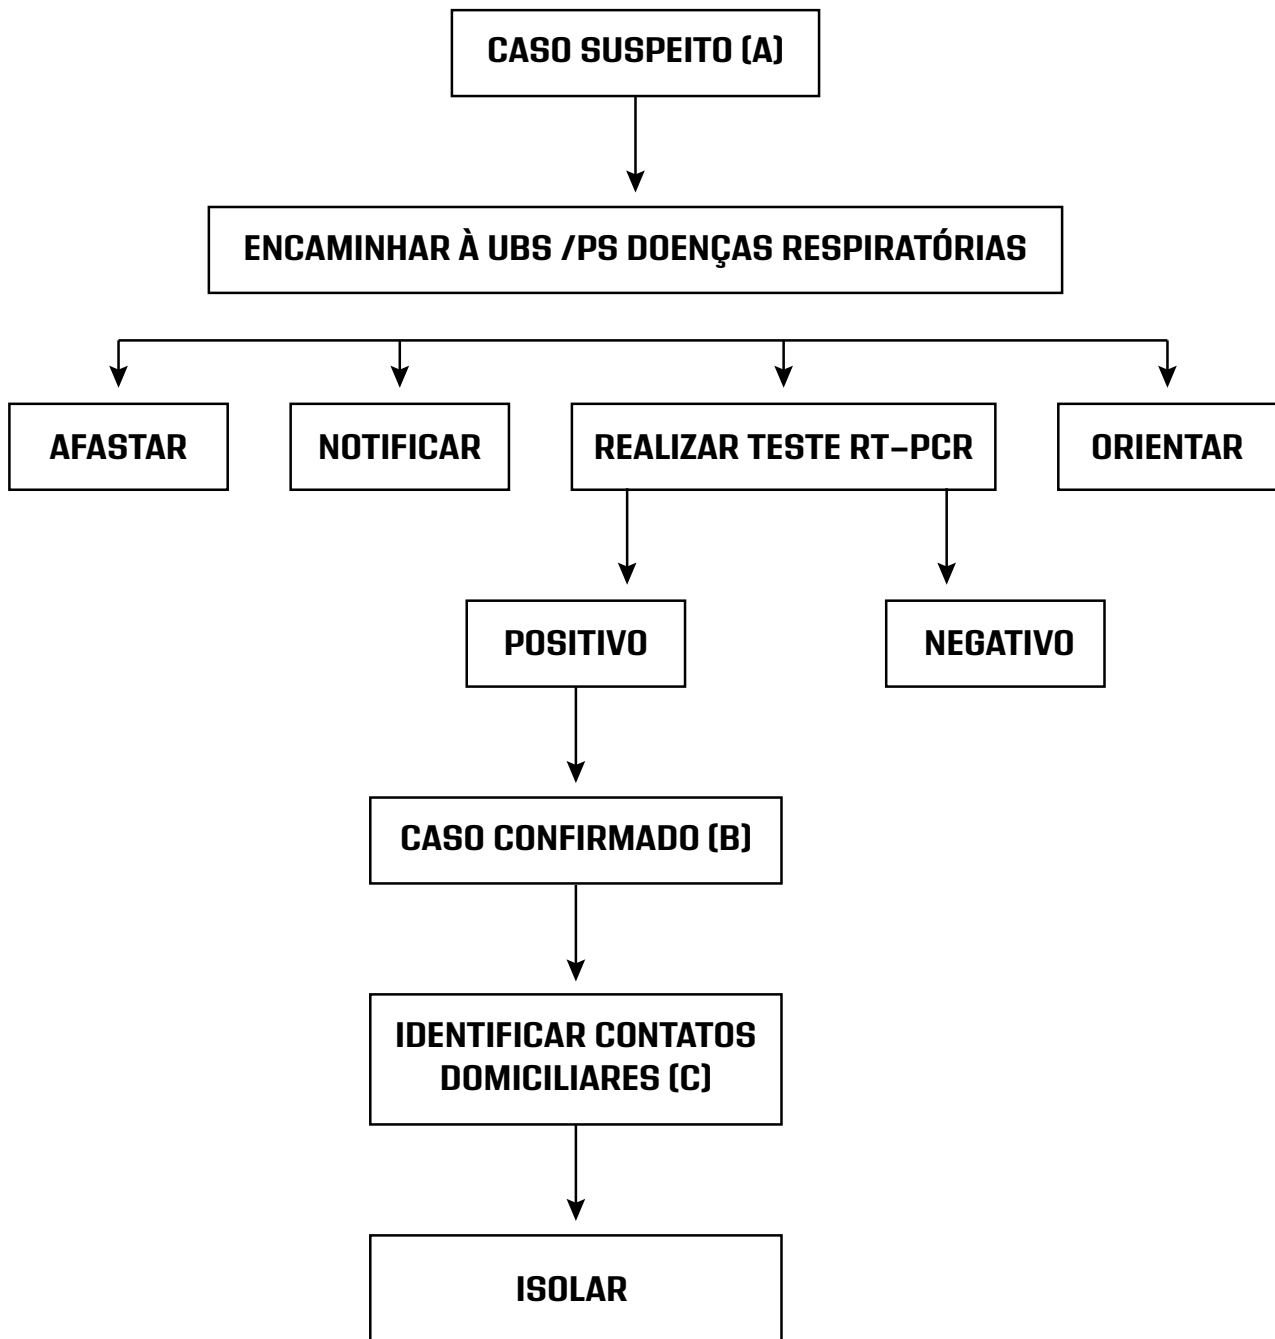 CASO SUSPEITO (A)
ENCAMINHAR À UBS /PS DOENÇAS RESPIRATÓRIAS
AFASTAR
NOTIFICAR
REALIZAR TESTE RT-PCR
ORIENTAR
POSITIVO
NEGATIVO
CASO CONFIRMADO (B)
IDENTIFICAR CONTATOS
DOMICILIARES (C)
ISOLAR